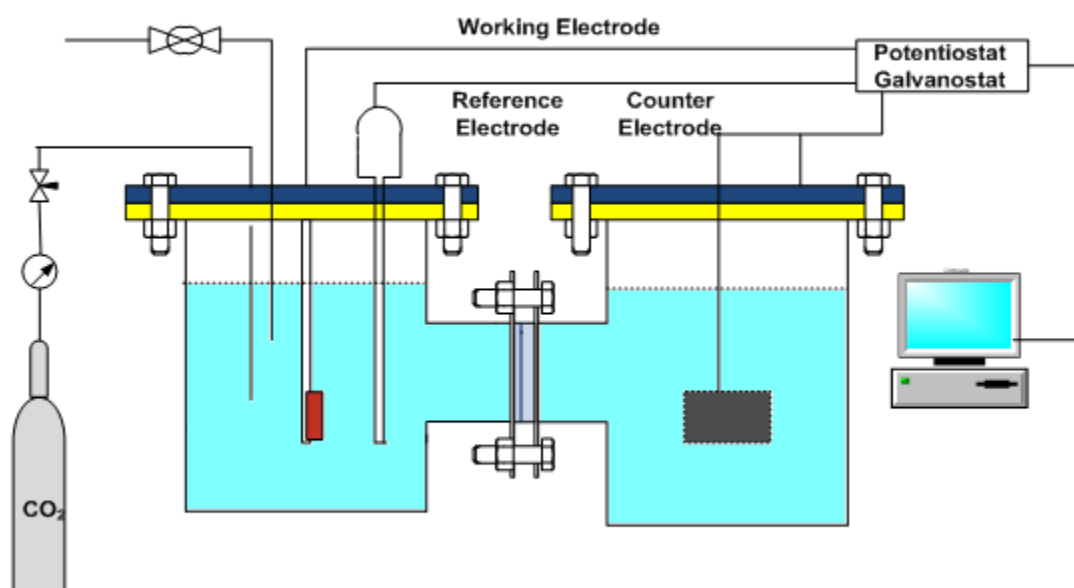 Working Electrode
Potentiostat
Galvanostat
Reference
Electrode
Counter
Electrode
CO₂